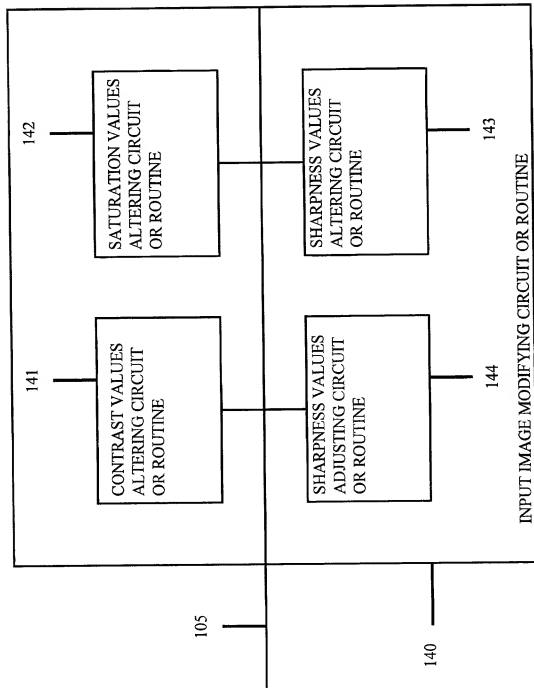 141
142
CONTRAST VALUES
ALTERING CIRCUIT
OR ROUTINE
SATURATION VALUES
ALTERING CIRCUIT
OR ROUTINE
105
SHARPNESS VALUES
ADJUSTING CIRCUIT
OR ROUTINE
SHARPNESS VALUES
ALTERING CIRCUIT
OR ROUTINE
140
144
143
INPUT IMAGE MODIFYING CIRCUIT OR ROUTINE